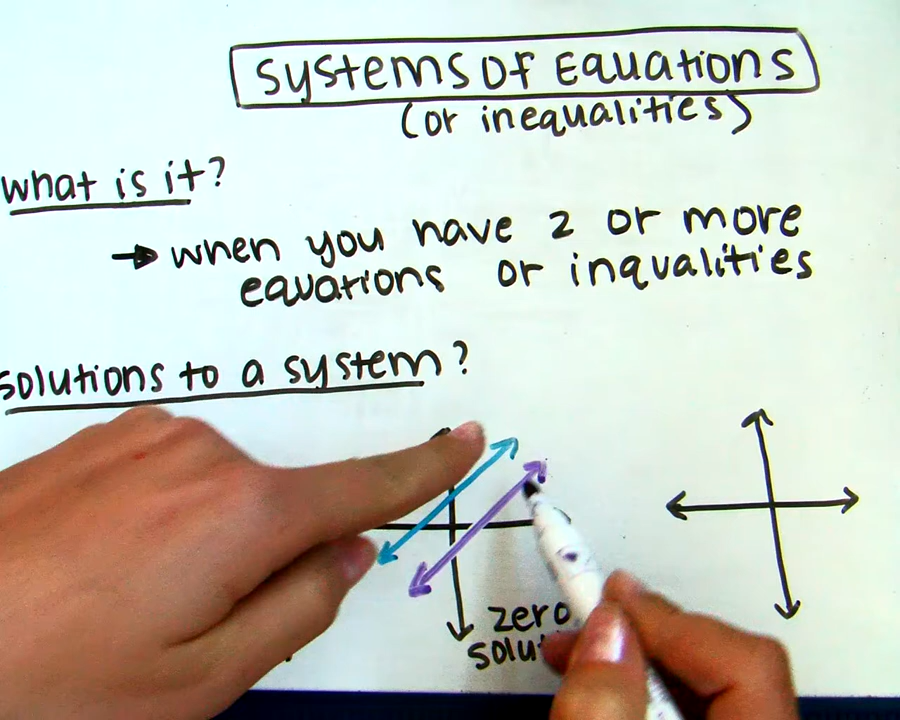 systems of Equations
(or inequalities)
what is it?
→ when you have 2 or more
equations or inqualities
solutions to a system?
zero